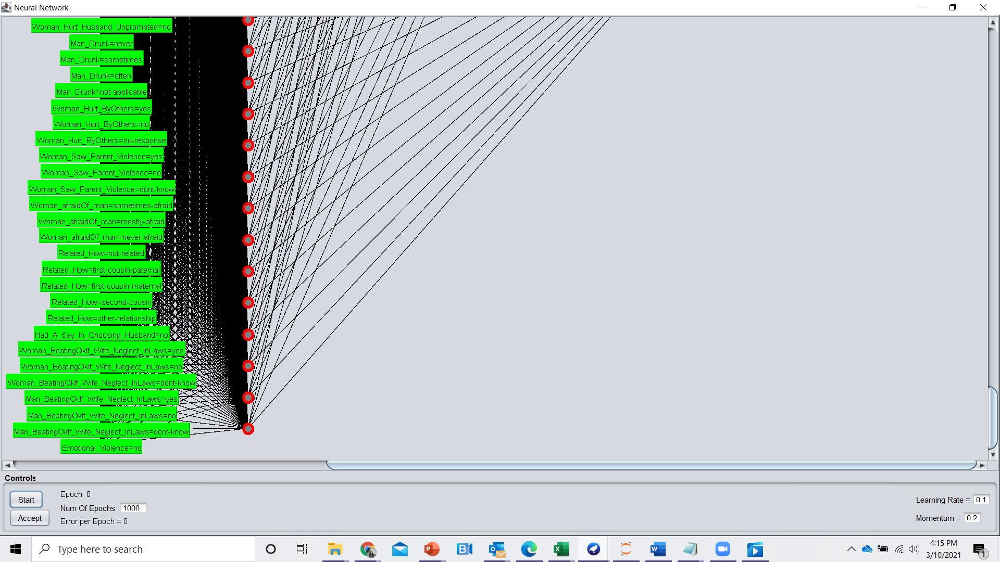 Neural Network
Woman_Hurt_Husband_Unprompted=no
Man_Drunk=never
Man_Drunk=sometimes
Man_Drunk=often
Man_Drunk=not-applicable
Woman_Hurt_ByOthers=yes
Woman_Hurt_ByOthers=no
Woman_Hurt_ByOthers=no-response
Woman_Saw_Parent_Violence=yes
Woman_Saw_Parent_Violence=no
Woman_Saw_Parent_Violence=dont-know
Woman_afraidOf_man=sometimes-afraid
Woman_afraidOf_man=mostly-afraid
Woman_afraidOf_man=never-afraid
Related_How=not-related
Related_How=first-cousin-paternal
Related_How=first-cousin-maternal
Related_How=second-cousin
Related_How=other-relationship
Had_A_Say_In_Choosing_Husband=no
Woman_BeatingOkIf_Wife_Neglect_InLaws=yes
Woman_BeatingOkIf_Wife_Neglect_InLaws=no
Woman_BeatingOkIf_Wife_Neglect_InLaws=dont-know
Man_BeatingOkIf_Wife_Neglect_InLaws=yes
Man_BeatingOkIf_Wife_Neglect_InLaws=no
Man_BeatingOkIf_Wife_Neglect_InLaws=dont-know
Emotional_Violence=no
Controls
Start
Accept
Epoch 0
Num Of Epochs 1000
Error per Epoch = 0
Learning Rate = 0.1
Momentum = 0.2
Type here to search
4:15 PM
3/10/2021
1